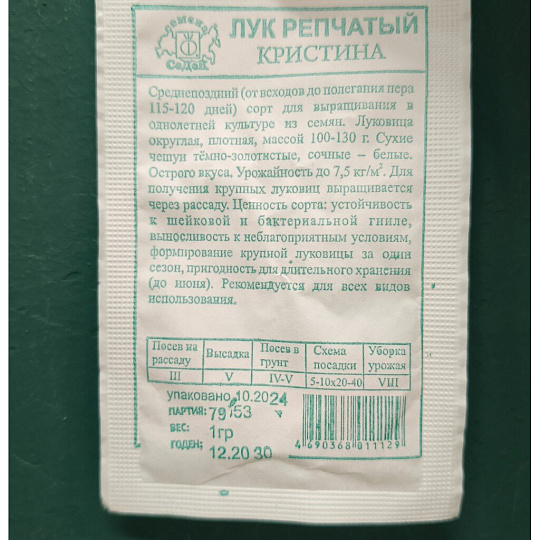 семена
СеДеК
ЛУК РЕПЧАТЫЙ
КРИСТИНА
Среднепоздний (от всходов до полегания пера
115-120 дней) сорт для выращивания в
однолетней культуре из семян. Луковица
округлая, плотная, массой 100-130 г. Сухие
чешуи тёмно-золотистые, сочные – белые.
Острого вкуса. Урожайность до 7,5 кг/м². Для
получения крупных луковиц выращивается
через рассаду. Ценность сорта: устойчивость
к шейковой и бактериальной гнили,
выносливость к неблагоприятным условиям,
формирование крупной луковицы за один
сезон, пригодность для длительного хранения
(до июня). Рекомендуется для всех видов
использования.
Посев на рассаду Высадка Посев в грунт Схема посадки Уборка урожая
III V IV-V 5-10х20-40 VIII
упаковано 10.2024
ПАРТИЯ: 79153
ВЕС: 1гр
ГОДЕН: 12.2030
4 690368 011129